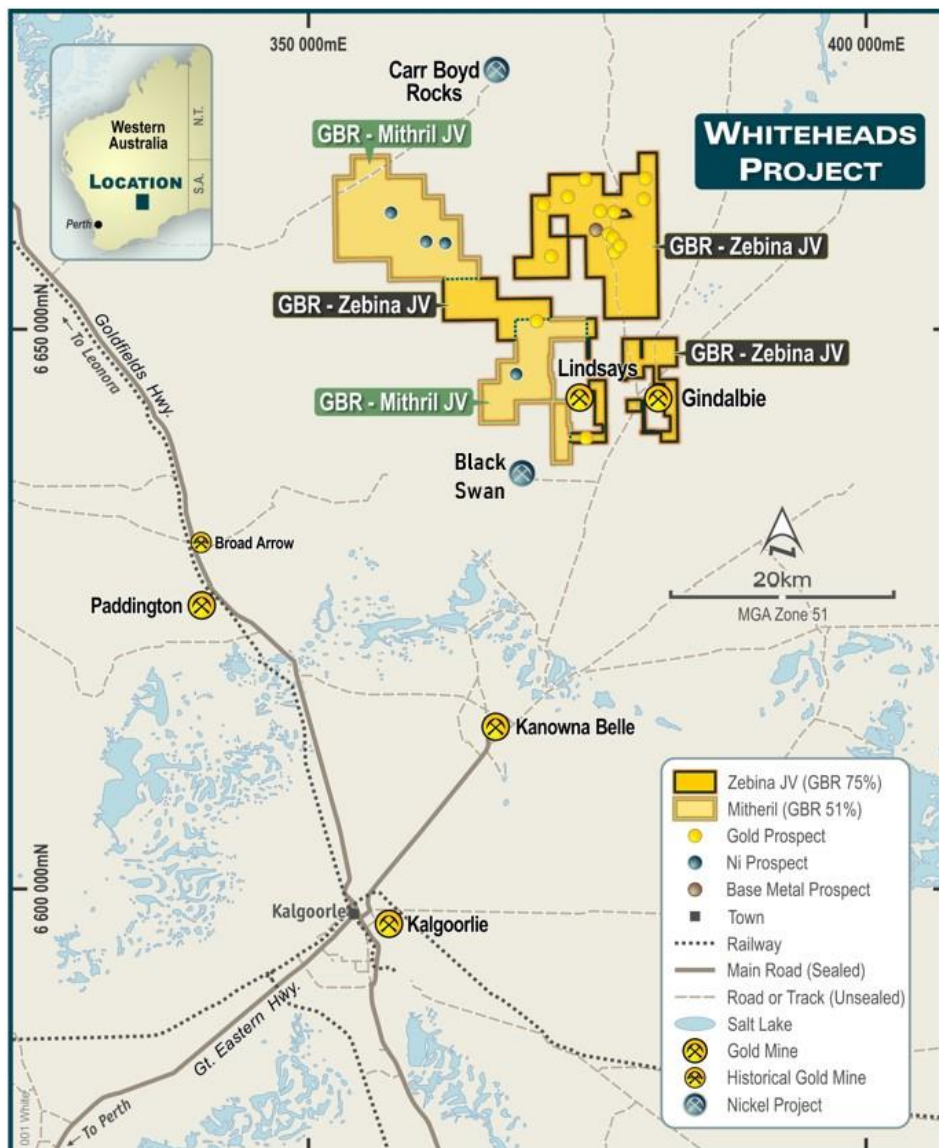 350 000mE
400 000mE
Western
Australia
N.T.
S.A.
LOCATION
Perth
Carr Boyd
Rocks
GBR - Mithril JV
WHITEHEADS
PROJECT
GBR - Zebina JV
GBR - Zebina JV
6 650 000mN
To Leonora
Goldfields Hwy.
GBR - Zebina JV
Lindsays
GBR - Mithril JV
Gindalbie
Black
Swan
Broad Arrow
Paddington
20km
MGA Zone 51
Kanowna Belle
6 600 000mN
Kalgoorle
Kalgoorlie
Gt. Eastern Hwy.
To Perth
001 White
Zebina JV (GBR 75%)
Mitheril (GBR 51%)
Gold Prospect
Ni Prospect
Base Metal Prospect
Town
Railway
Main Road (Sealed)
Road or Track (Unsealed)
Salt Lake
Gold Mine
Historical Gold Mine
Nickel Project